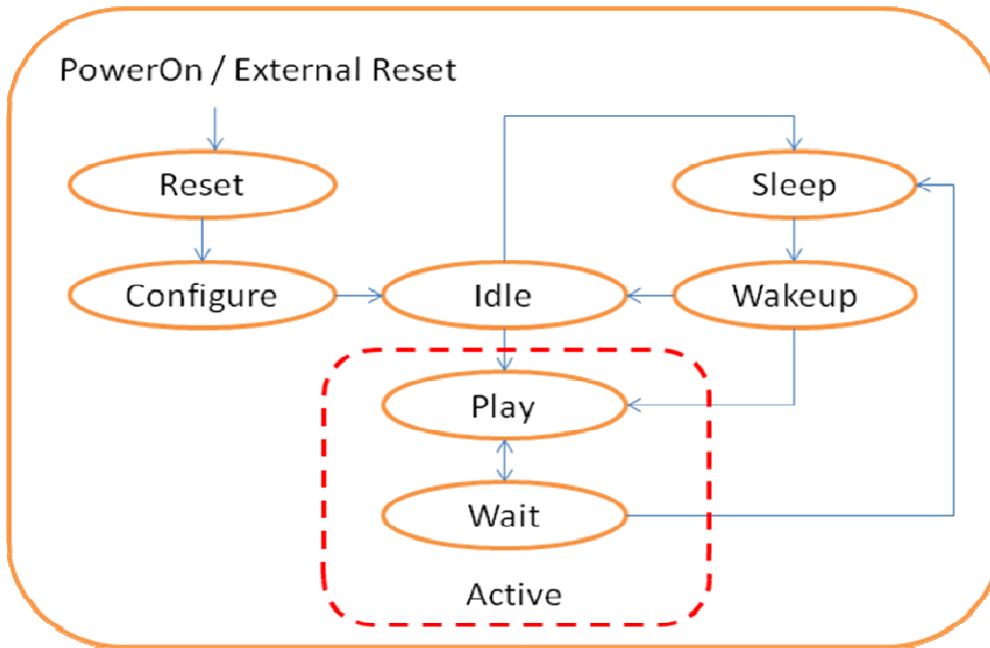 PowerOn / External Reset
Reset
Sleep
Configure
Idle
Wakeup
Play
Wait
Active